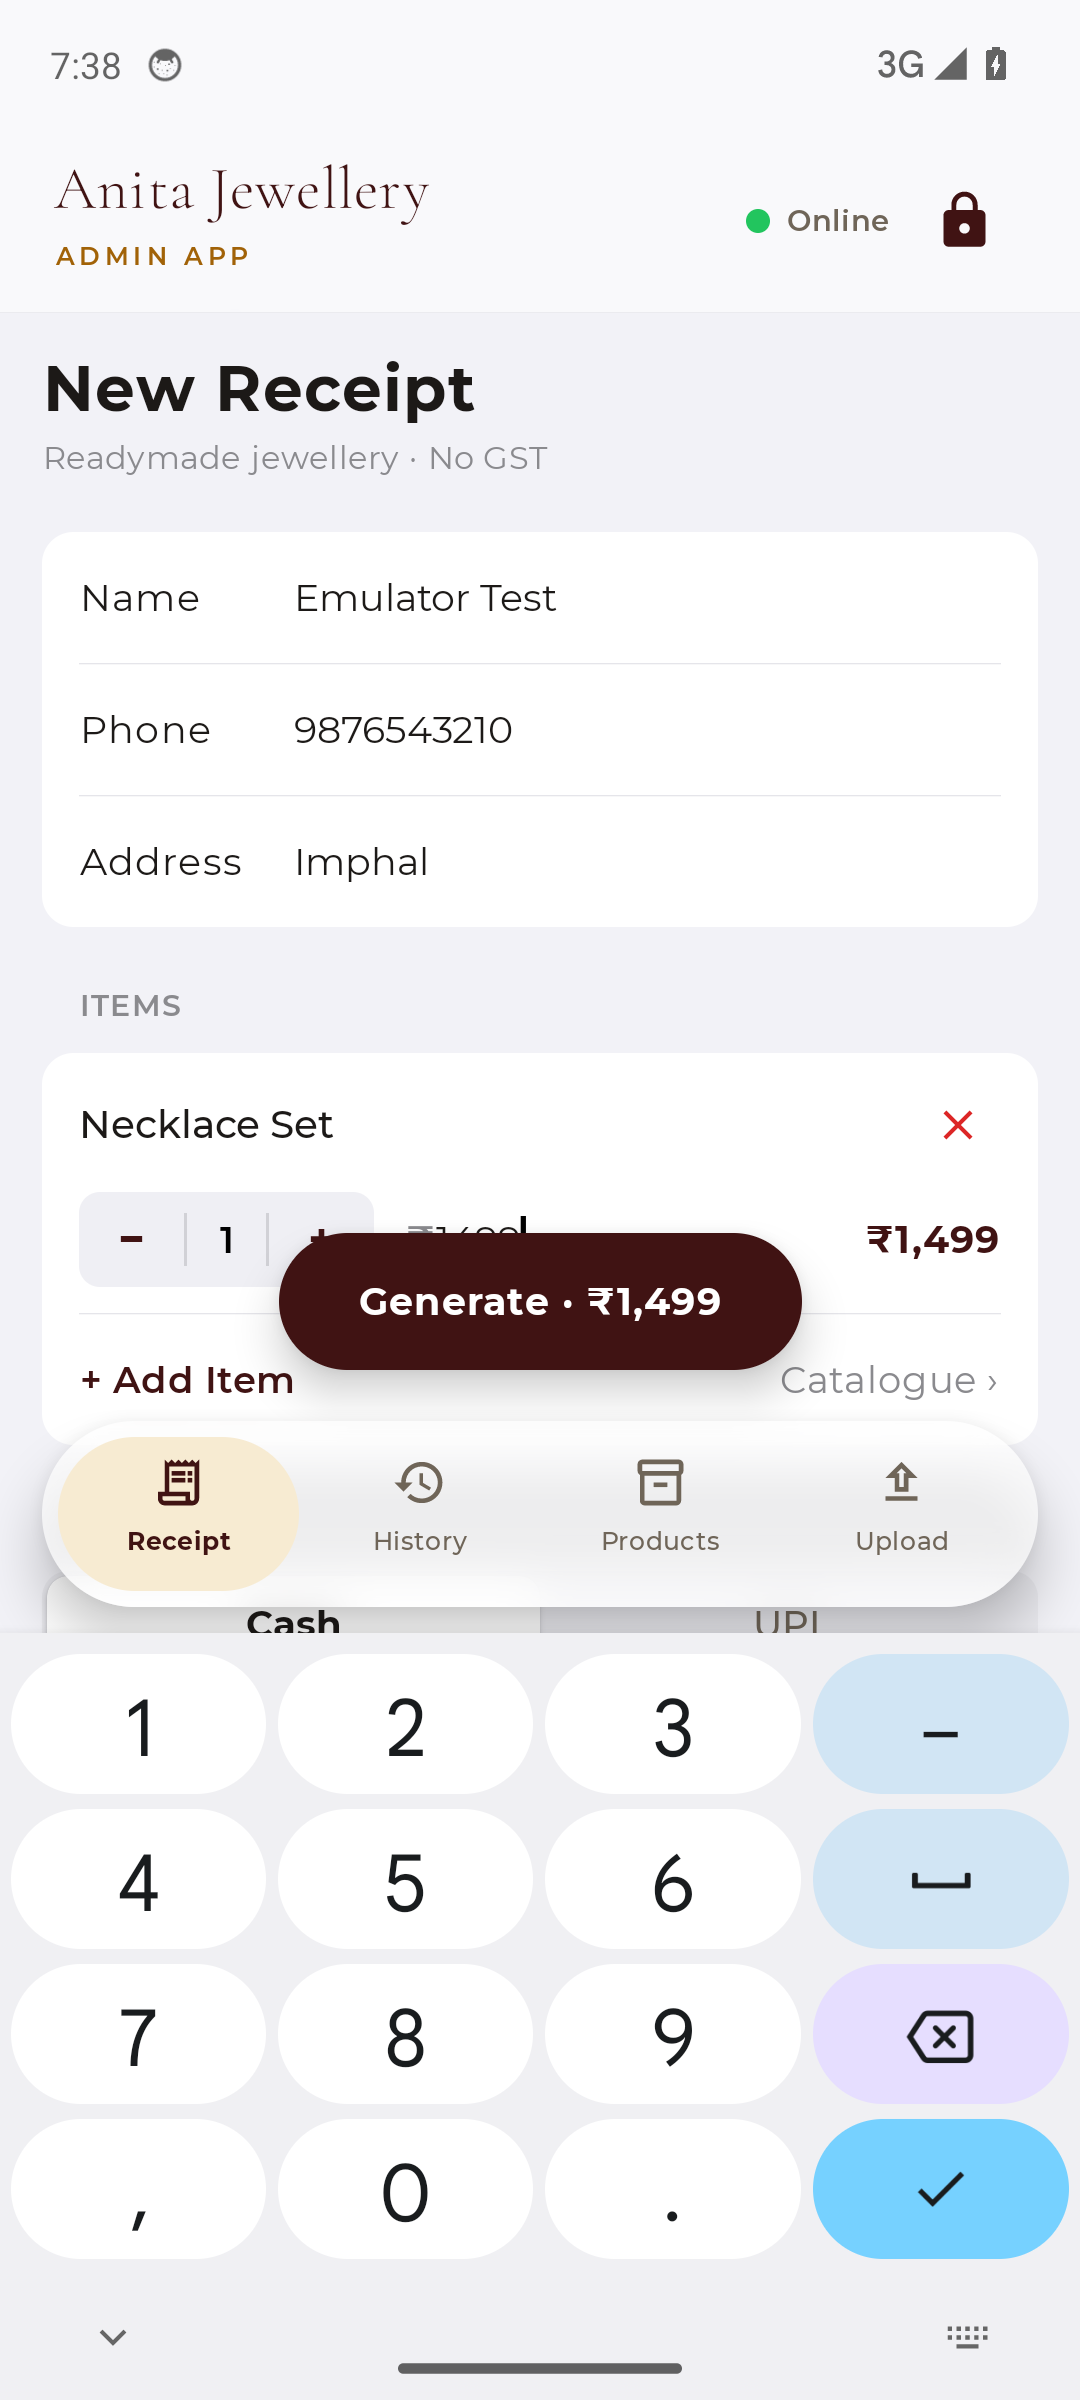 7:38
3G
Anita Jewellery
ADMIN APP
Online
New Receipt
Readymade jewellery · No GST
Name Emulator Test
Phone 9876543210
Address Imphal
ITEMS
Necklace Set
− 1 + ₹1,499
Generate · ₹1,499
+ Add Item Catalogue ›
Receipt History Products Upload
Cash UPI
1 2 3 –
4 5 6
7 8 9
, 0 .